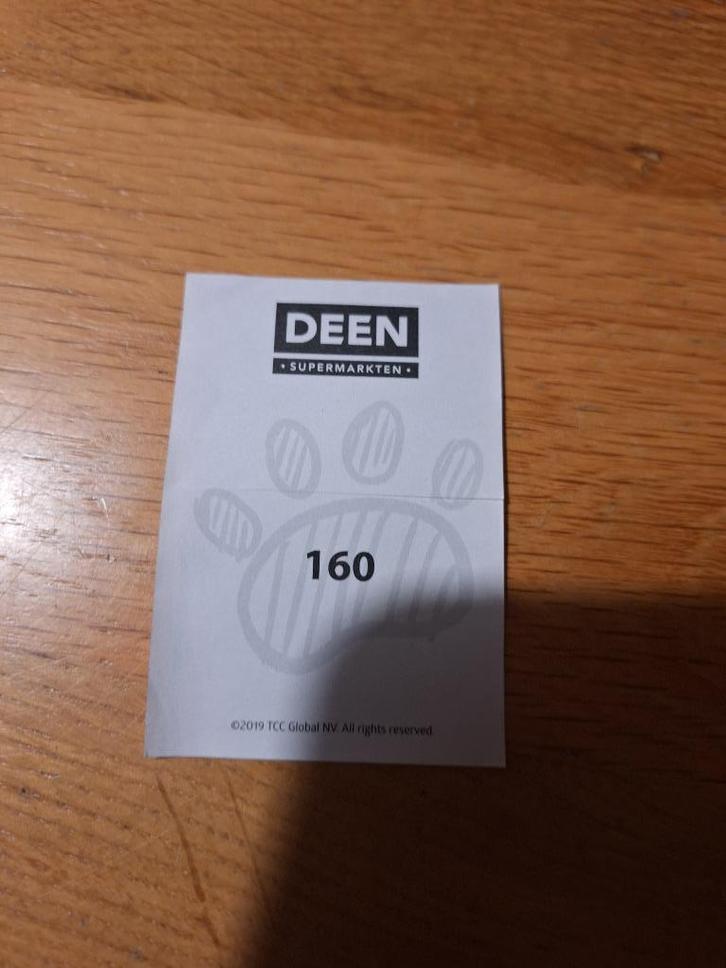 DEEN
• SUPERMARKTEN •
160
©2019 TCC Global NV. All rights reserved.